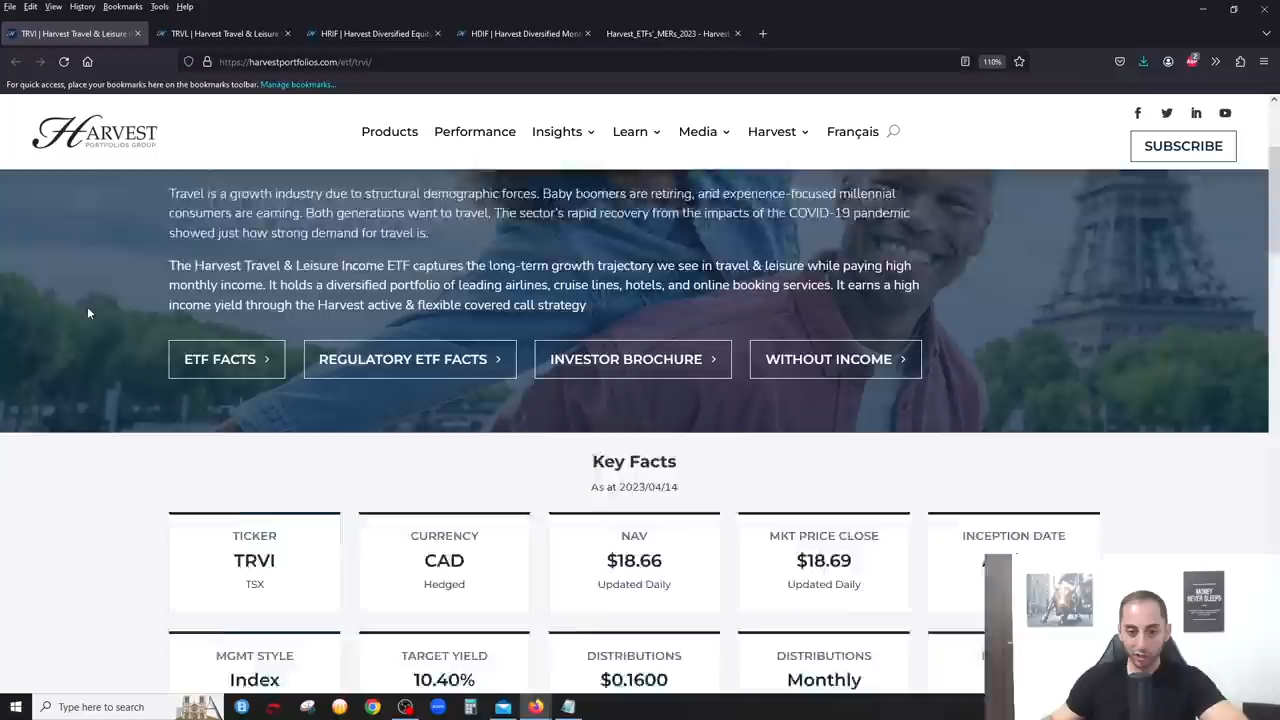 File Edit View History Bookmarks Tools Help
TRVI | Harvest Travel & Leisure I
TRVL | Harvest Travel & Leisure
HRIF | Harvest Diversified Equity
HDIF | Harvest Diversified Mont
Harvest_ETFs'_MERs_2023 - Harvest
https://harvestportfolios.com/etf/trvi/
110%
For quick access, place your bookmarks here on the bookmarks toolbar. Manage bookmarks...
HARVEST
PORTFOLIOS GROUP
Products Performance Insights Learn Media Harvest Français
SUBSCRIBE
Travel is a growth industry due to structural demographic forces. Baby boomers are retiring, and experience-focused millennial
consumers are earning. Both generations want to travel. The sector's rapid recovery from the impacts of the COVID-19 pandemic
showed just how strong demand for travel is.
The Harvest Travel & Leisure Income ETF captures the long-term growth trajectory we see in travel & leisure while paying high
monthly income. It holds a diversified portfolio of leading airlines, cruise lines, hotels, and online booking services. It earns a high
income yield through the Harvest active & flexible covered call strategy
ETF FACTS > REGULATORY ETF FACTS > INVESTOR BROCHURE > WITHOUT INCOME >
Key Facts
As at 2023/04/14
TICKER CURRENCY NAV MKT PRICE CLOSE INCEPTION DATE
TRVI CAD $18.66 $18.69
TSX Hedged Updated Daily Updated Daily
MONEY
NEVER SLEEPS
MGMT STYLE TARGET YIELD DISTRIBUTIONS DISTRIBUTIONS
Index 10.40% $0.1600 Monthly
Type here to search